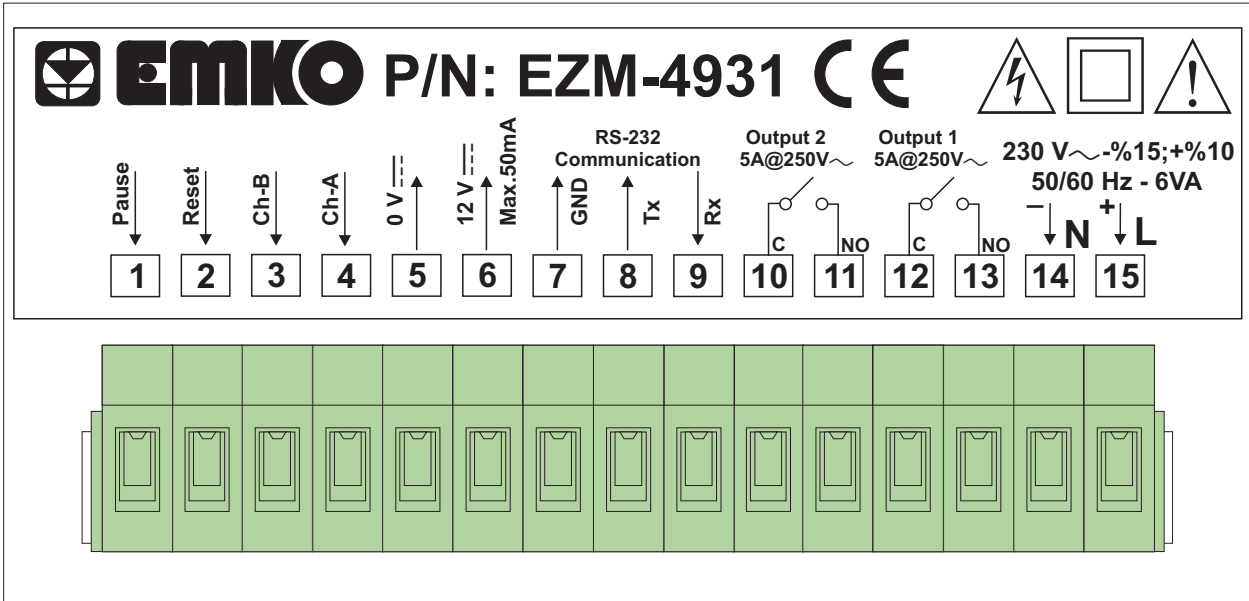 EMKO P/N: EZM-4931 CE
Pause
Reset
Ch-B
Ch-A
0 V
12 V
Max.50mA
GND
RS-232
Communication
Tx
Rx
Output 2
5A@250V~
C
NO
Output 1
5A@250V~
C
NO
230 V~-%15;+%10
50/60 Hz - 6VA
– N
+ L
1 2 3 4 5 6 7 8 9 10 11 12 13 14 15